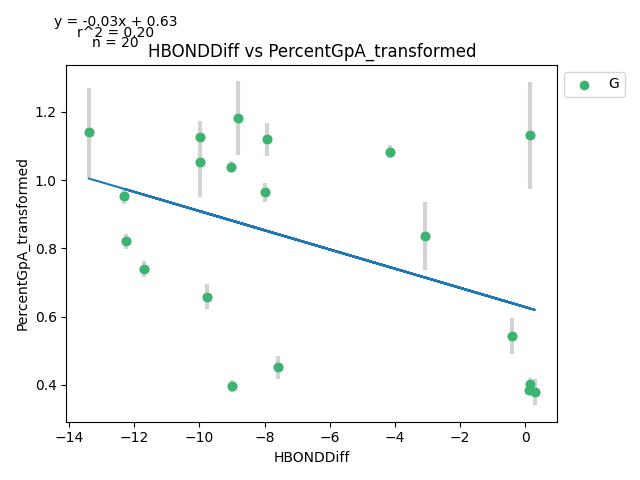 y = -0.03x + 0.63
r^2 = 0.20
n = 20
HBONDDiff vs PercentGpA_transformed
G
1.2
1.0
0.8
0.6
0.4
PercentGpA_transformed
−14 −12 −10 −8 −6 −4 −2 0
HBONDDiff